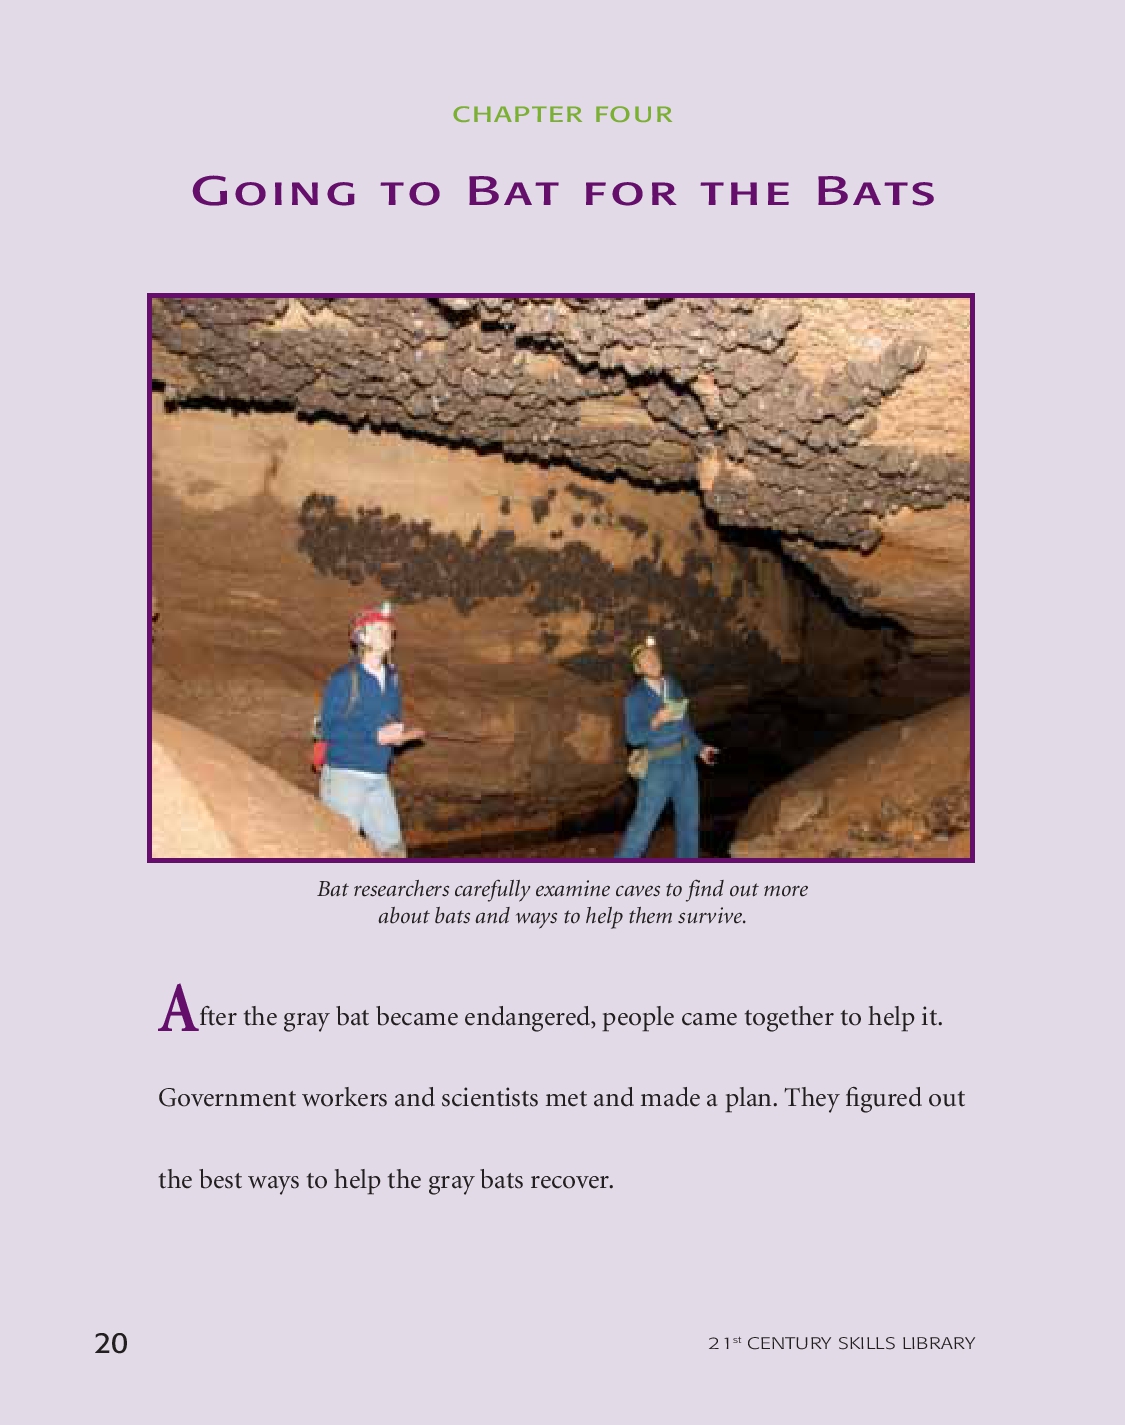 CHAPTER FOUR
GOING TO BAT FOR THE BATS
Bat researchers carefully examine caves to find out more
about bats and ways to help them survive.
After the gray bat became endangered, people came together to help it.
Government workers and scientists met and made a plan. They figured out
the best ways to help the gray bats recover.
20
21st CENTURY SKILLS LIBRARY